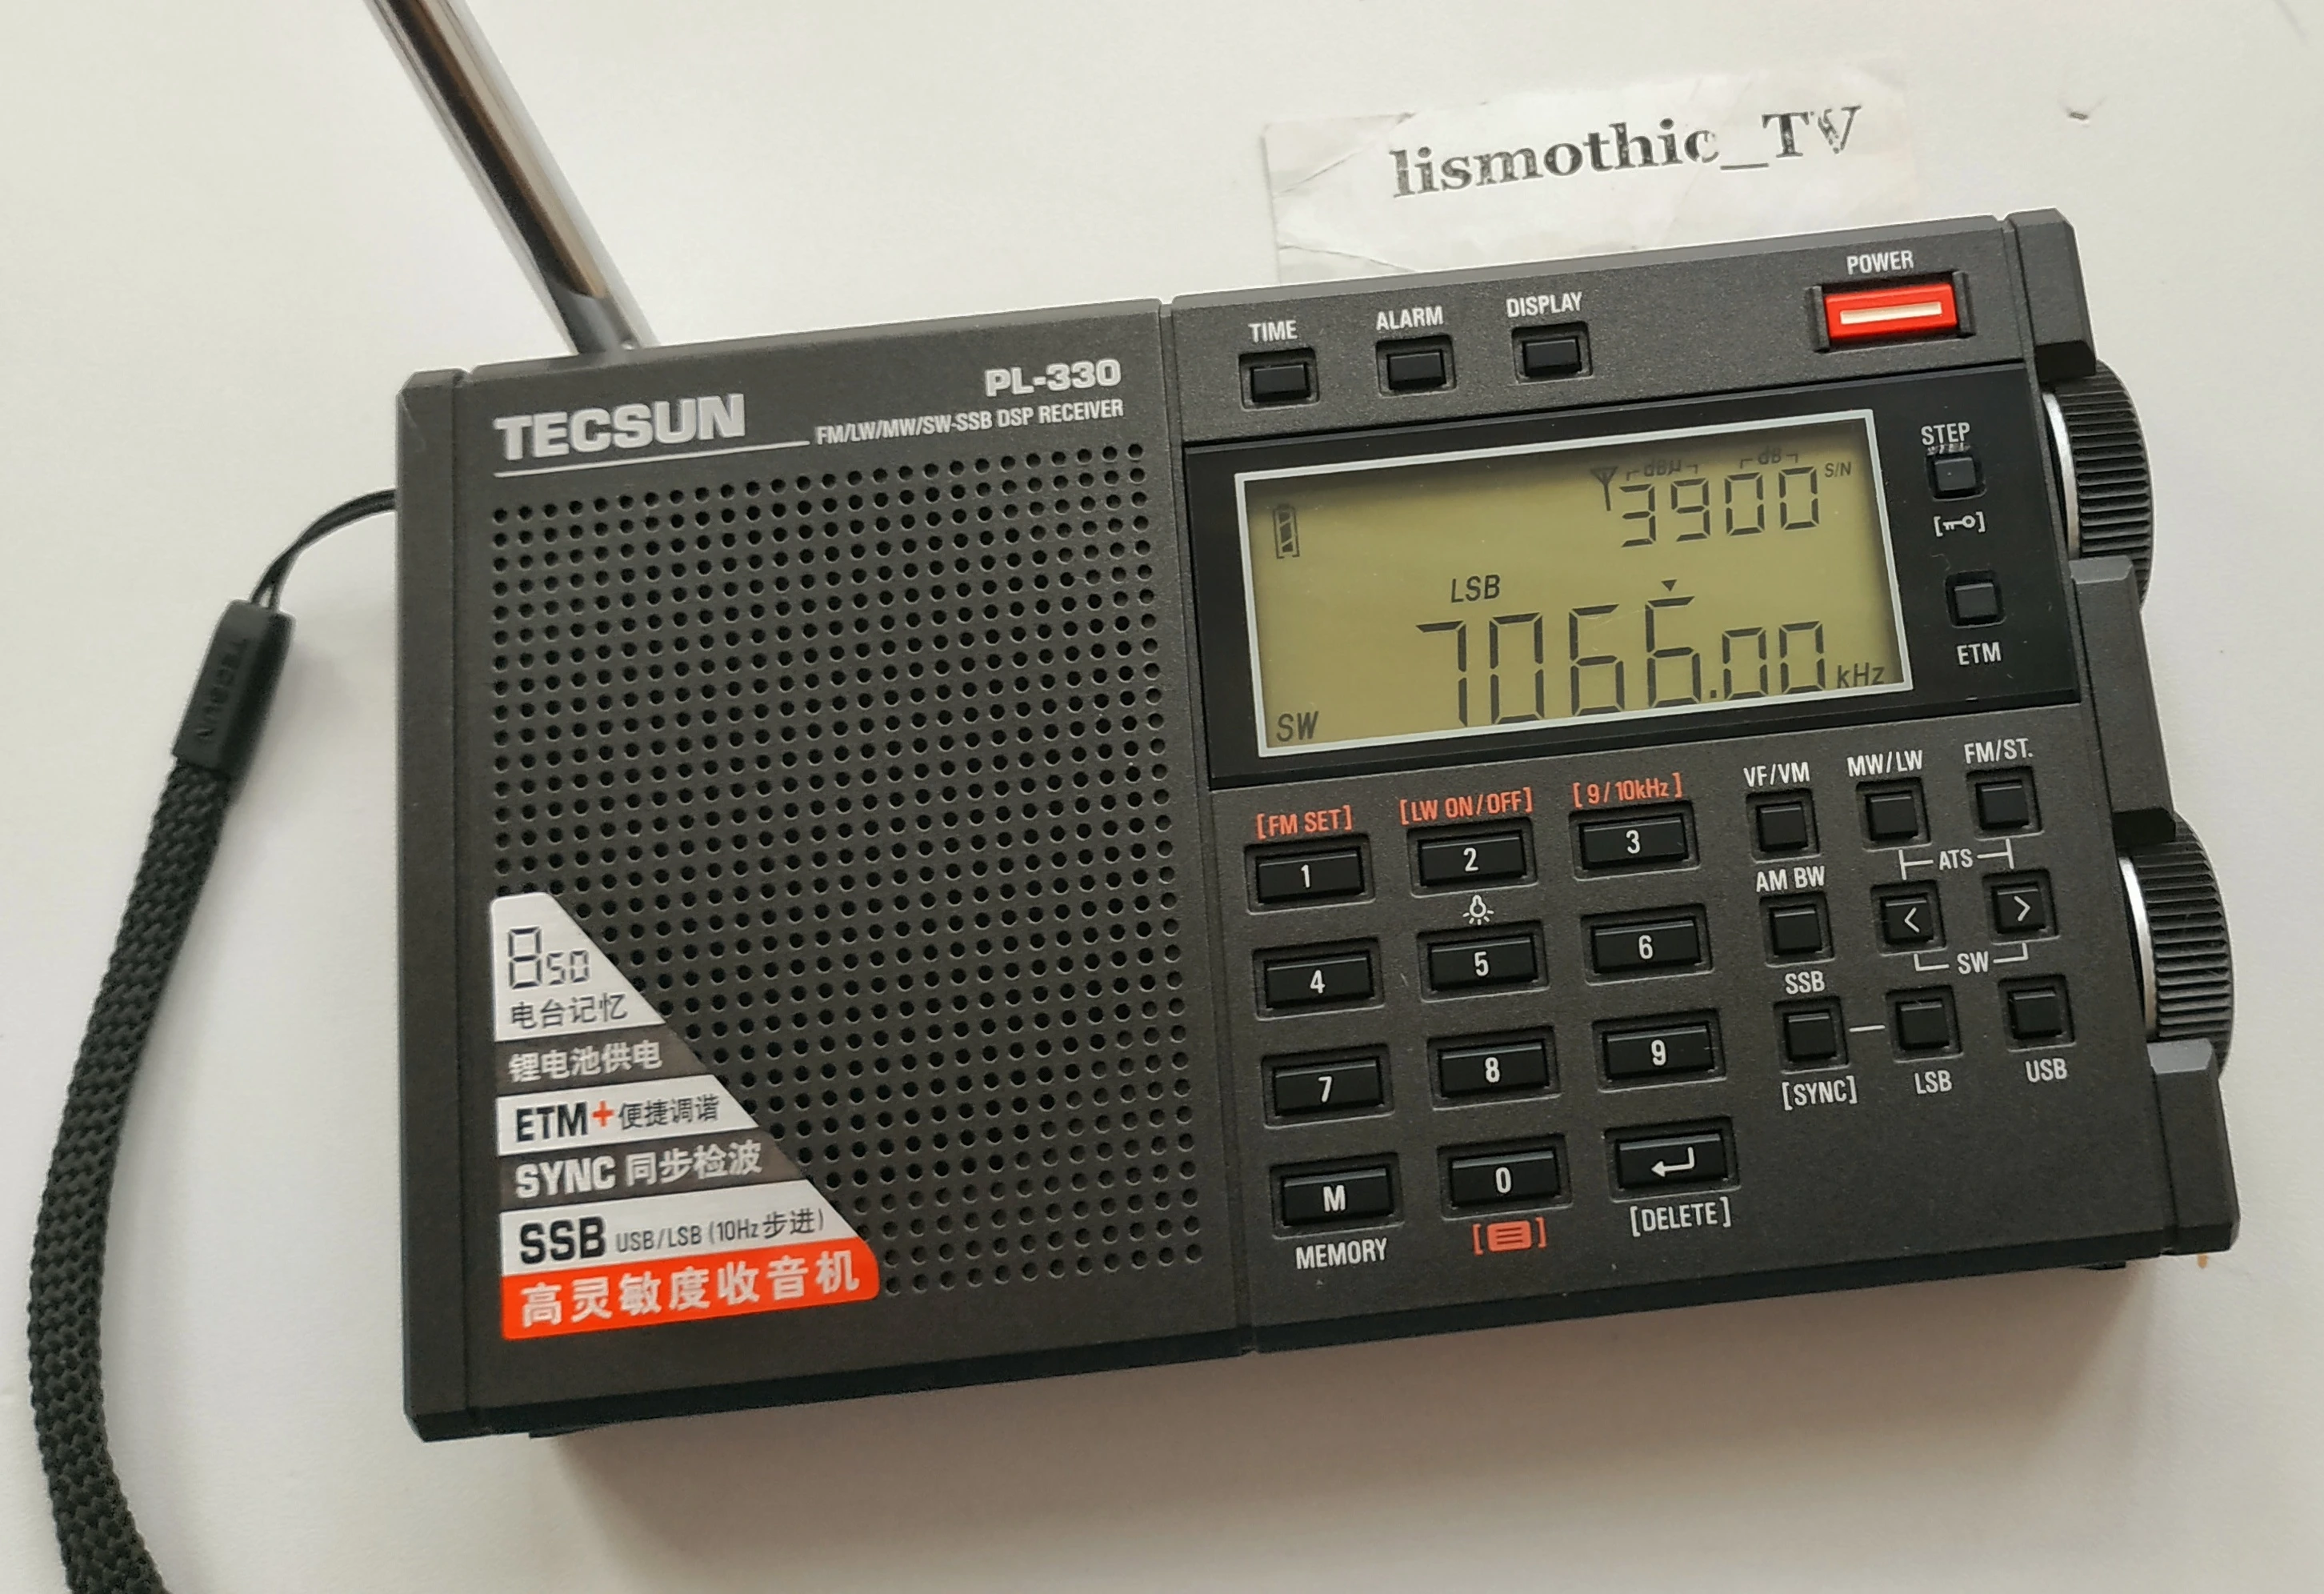 lismothic_TV
POWER
TIME
ALARM
DISPLAY
TECSUN
PL-330
FM/LW/MW/SW-SSB DSP RECEIVER
dBμ dB S/N
3900
LSB
7066.00 kHz
SW
STEP
ETM
TECSUN
[FM SET] [LW ON/OFF] [9/10kHz]
1 2 3
4 5 6
7 8 9
M 0
MEMORY
[DELETE]
VF/VM MW/LW FM/ST.
ATS
AM BW
< >
SW
SSB
[SYNC] LSB USB
850
电台记忆
锂电池供电
ETM+便捷调谐
SYNC 同步检波
SSB USB/LSB (10Hz步进)
高灵敏度收音机